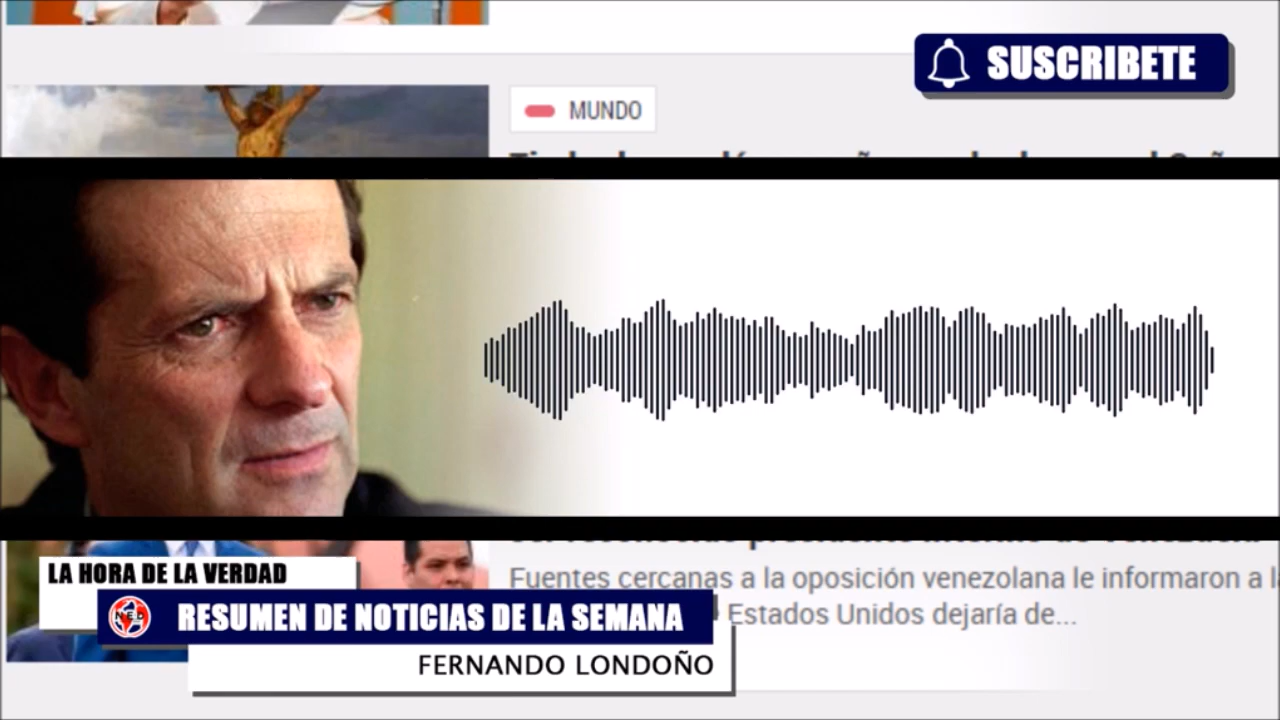 SUSCRIBETE
MUNDO
Fuentes cercanas a la oposición venezolana le informaron a
LA HORA DE LA VERDAD
RESUMEN DE NOTICIAS DE LA SEMANA
Estados Unidos dejaría de...
FERNANDO LONDOÑO